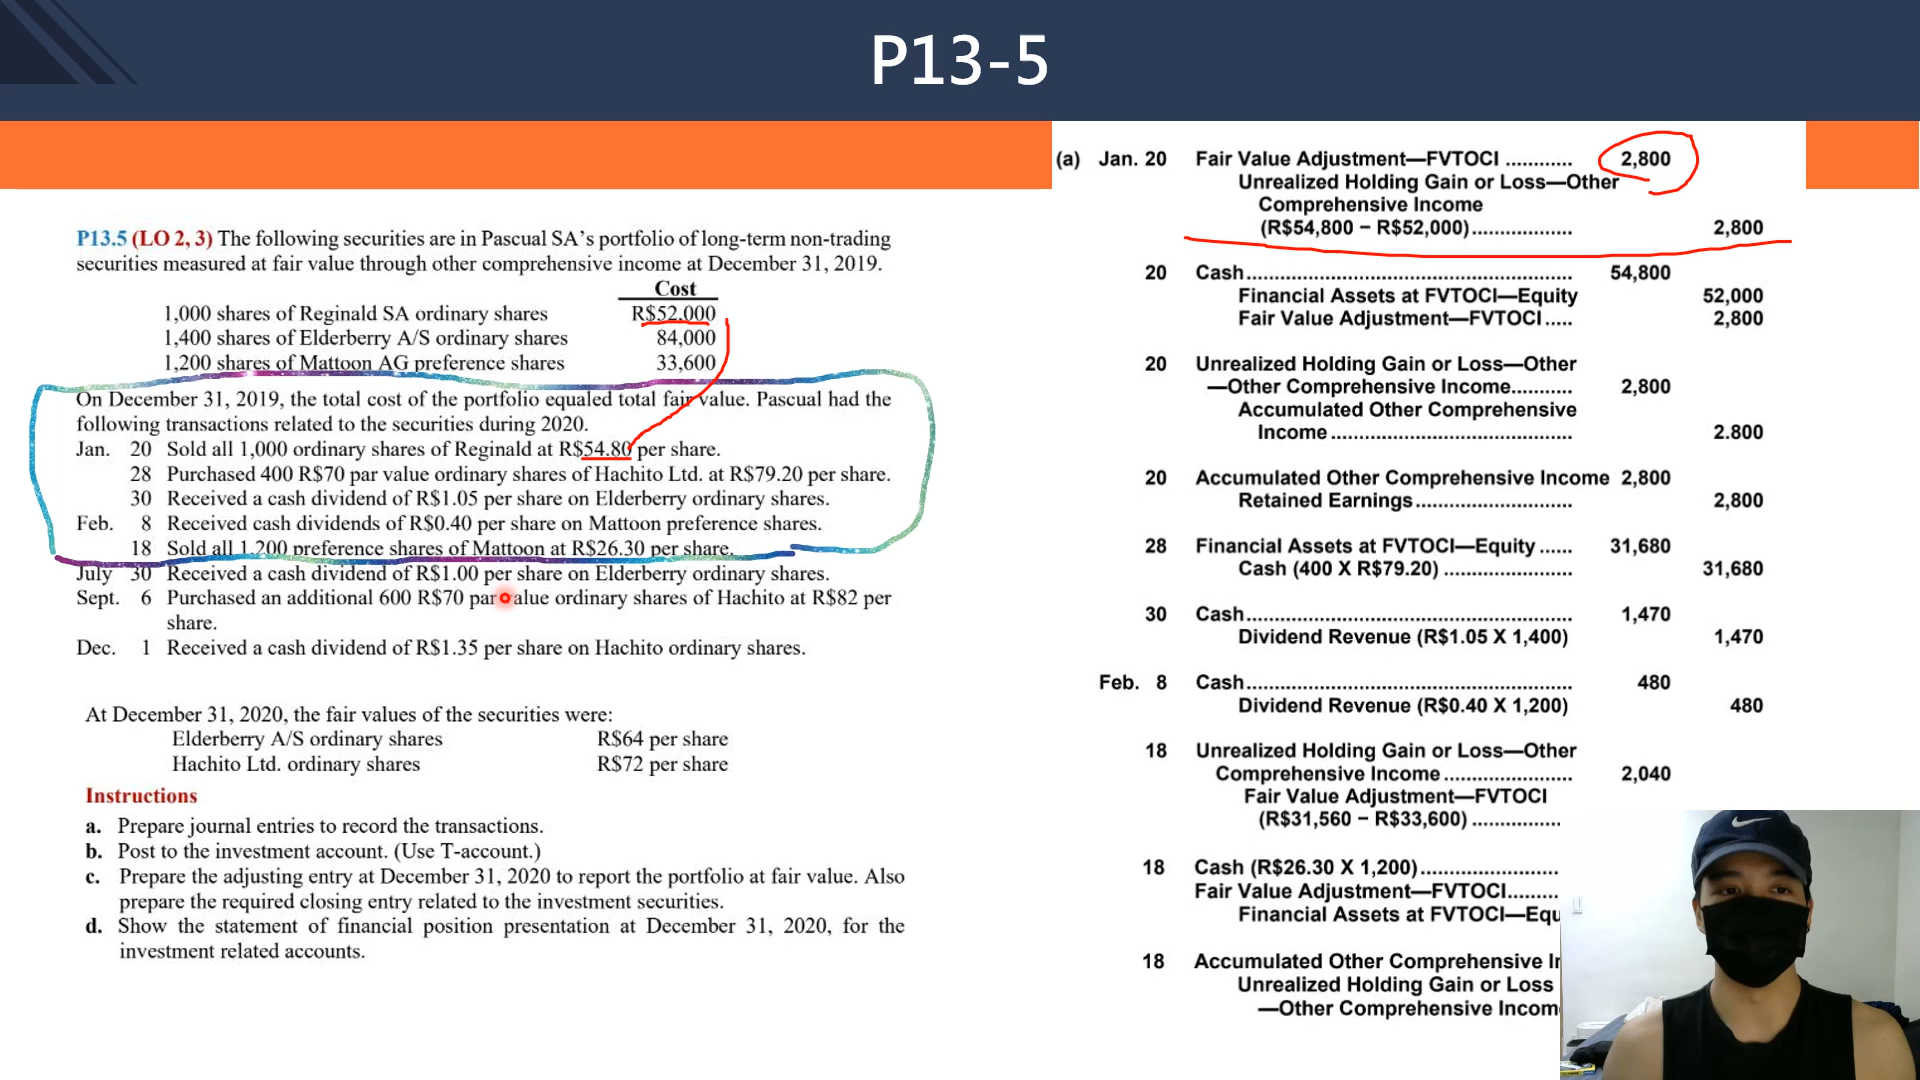 P13-5
P13.5 (LO 2, 3) The following securities are in Pascual SA's portfolio of long-term non-trading
securities measured at fair value through other comprehensive income at December 31, 2019.
Cost
1,000 shares of Reginald SA ordinary shares R$52,000
1,400 shares of Elderberry A/S ordinary shares 84,000
1,200 shares of Mattoon AG preference shares 33,600
On December 31, 2019, the total cost of the portfolio equaled total fair value. Pascual had the
following transactions related to the securities during 2020.
Jan. 20 Sold all 1,000 ordinary shares of Reginald at R$54.80 per share.
28 Purchased 400 R$70 par value ordinary shares of Hachito Ltd. at R$79.20 per share.
30 Received a cash dividend of R$1.05 per share on Elderberry ordinary shares.
Feb. 8 Received cash dividends of R$0.40 per share on Mattoon preference shares.
18 Sold all 1,200 preference shares of Mattoon at R$26.30 per share.
July 30 Received a cash dividend of R$1.00 per share on Elderberry ordinary shares.
Sept. 6 Purchased an additional 600 R$70 par value ordinary shares of Hachito at R$82 per
share.
Dec. 1 Received a cash dividend of R$1.35 per share on Hachito ordinary shares.
At December 31, 2020, the fair values of the securities were:
Elderberry A/S ordinary shares R$64 per share
Hachito Ltd. ordinary shares R$72 per share
Instructions
a. Prepare journal entries to record the transactions.
b. Post to the investment account. (Use T-account.)
c. Prepare the adjusting entry at December 31, 2020 to report the portfolio at fair value. Also
prepare the required closing entry related to the investment securities.
d. Show the statement of financial position presentation at December 31, 2020, for the
investment related accounts.
(a) Jan. 20 Fair Value Adjustment—FVTOCI ............ 2,800
Unrealized Holding Gain or Loss—Other
Comprehensive Income
(R$54,800 − R$52,000).................. 2,800
20 Cash.......................................................... 54,800
Financial Assets at FVTOCI—Equity 52,000
Fair Value Adjustment—FVTOCI ..... 2,800
20 Unrealized Holding Gain or Loss—Other
—Other Comprehensive Income........... 2,800
Accumulated Other Comprehensive
Income ........................................... 2.800
20 Accumulated Other Comprehensive Income 2,800
Retained Earnings ............................ 2,800
28 Financial Assets at FVTOCI—Equity ...... 31,680
Cash (400 X R$79.20) ....................... 31,680
30 Cash.......................................................... 1,470
Dividend Revenue (R$1.05 X 1,400) 1,470
Feb. 8 Cash.......................................................... 480
Dividend Revenue (R$0.40 X 1,200) 480
18 Unrealized Holding Gain or Loss—Other
Comprehensive Income ....................... 2,040
Fair Value Adjustment—FVTOCI
(R$31,560 − R$33,600) ................
18 Cash (R$26.30 X 1,200).........................
Fair Value Adjustment—FVTOCI.........
Financial Assets at FVTOCI—Equ
18 Accumulated Other Comprehensive
Unrealized Holding Gain or Loss
—Other Comprehensive Incom